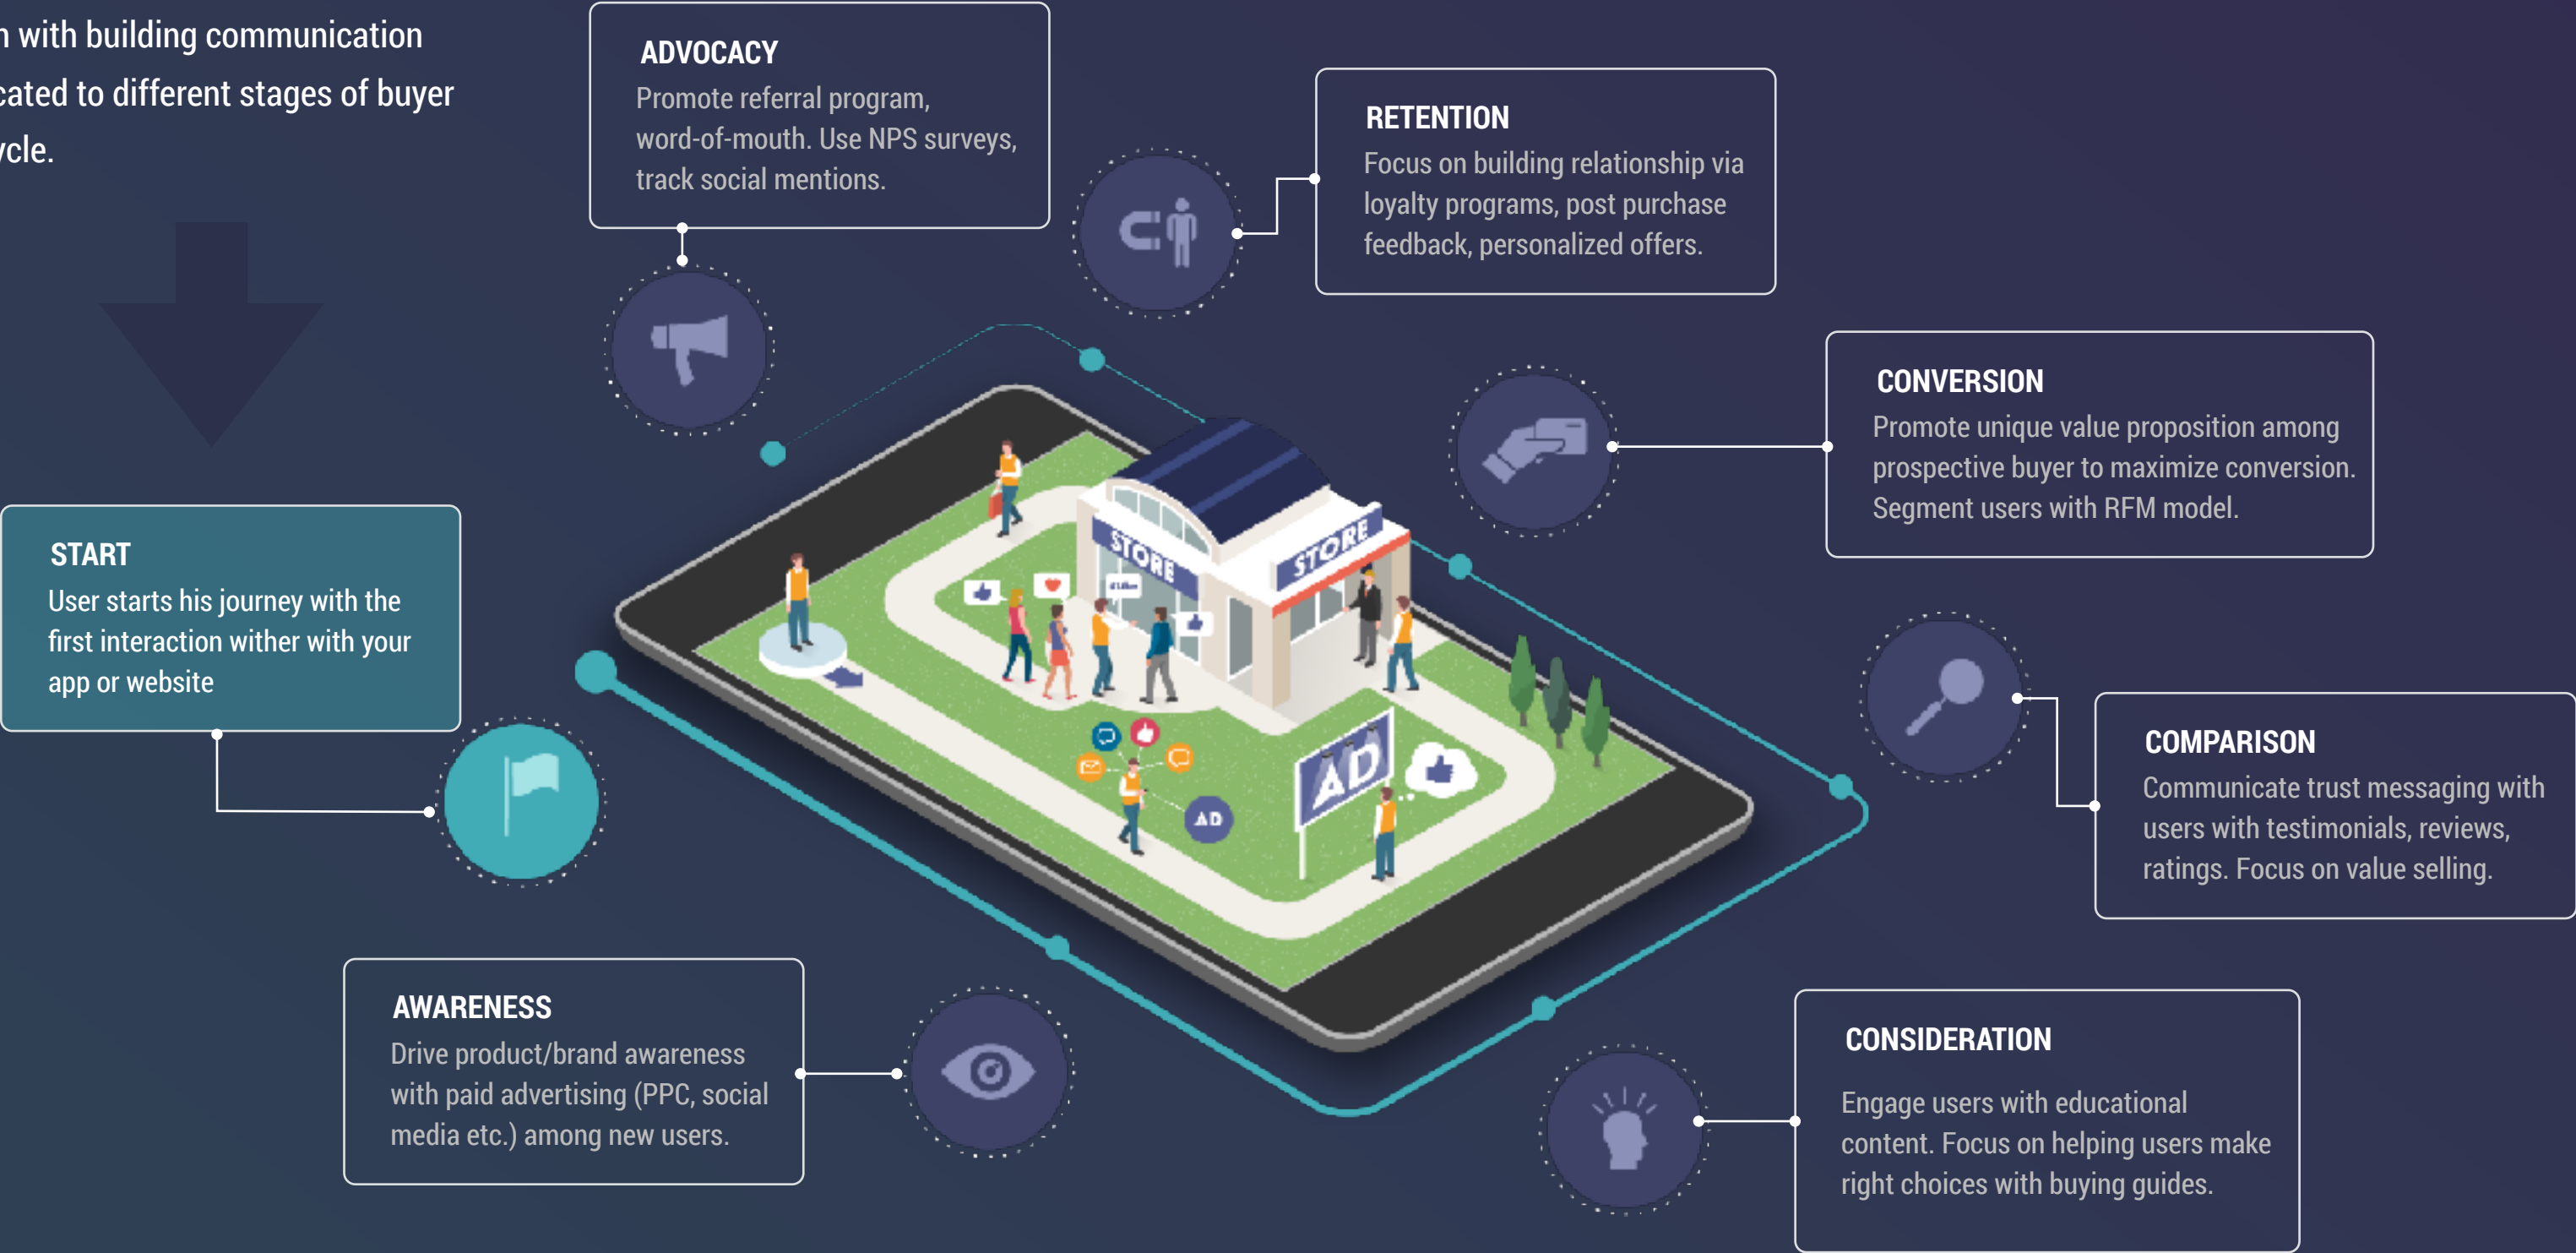 n with building communication
cated to different stages of buyer
ycle.
ADVOCACY
Promote referral program,
word-of-mouth. Use NPS surveys,
track social mentions.
RETENTION
Focus on building relationship via
loyalty programs, post purchase
feedback, personalized offers.
CONVERSION
Promote unique value proposition among
prospective buyer to maximize conversion.
Segment users with RFM model.
START
User starts his journey with the
first interaction wither with your
app or website
STORE
STORE
AD
AD
COMPARISON
Communicate trust messaging with
users with testimonials, reviews,
ratings. Focus on value selling.
AWARENESS
Drive product/brand awareness
with paid advertising (PPC, social
media etc.) among new users.
CONSIDERATION
Engage users with educational
content. Focus on helping users make
right choices with buying guides.